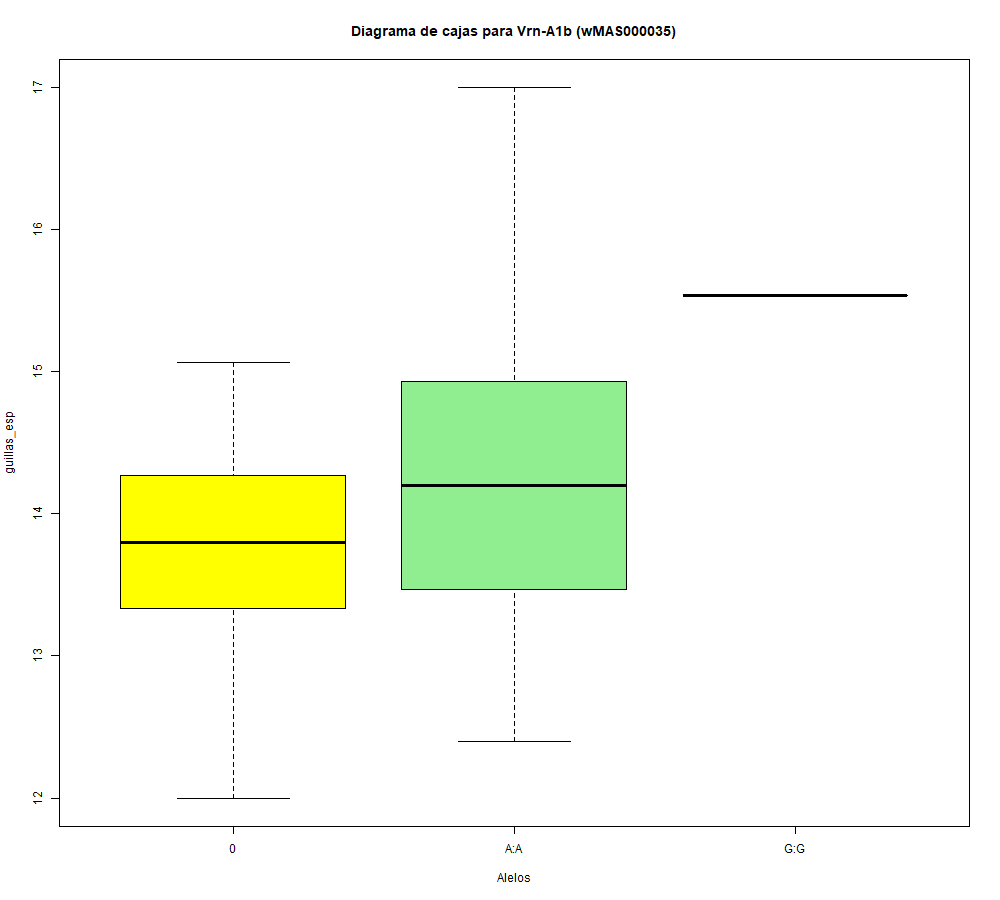 Diagrama de cajas para Vrn-A1b (wMAS000035)
17
16
15
14
13
12
guillas_esp
0
A:A
G:G
Alelos